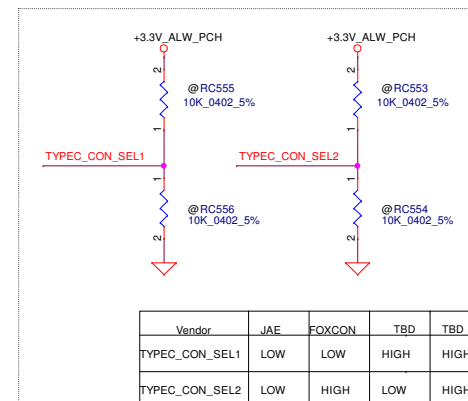 +3.3V_ALW_PCH +3.3V_ALW_PCH
2 2
@RC555 @RC553
10K_0402_5% 10K_0402_5%
1 1
TYPEC_CON_SEL1 TYPEC_CON_SEL2
1 1
@RC556 @RC554
10K_0402_5% 10K_0402_5%
2 2
Vendor JAE FOXCON TBD TBD
TYPEC_CON_SEL1 LOW LOW HIGH HIGH
TYPEC_CON_SEL2 LOW HIGH LOW HIGH